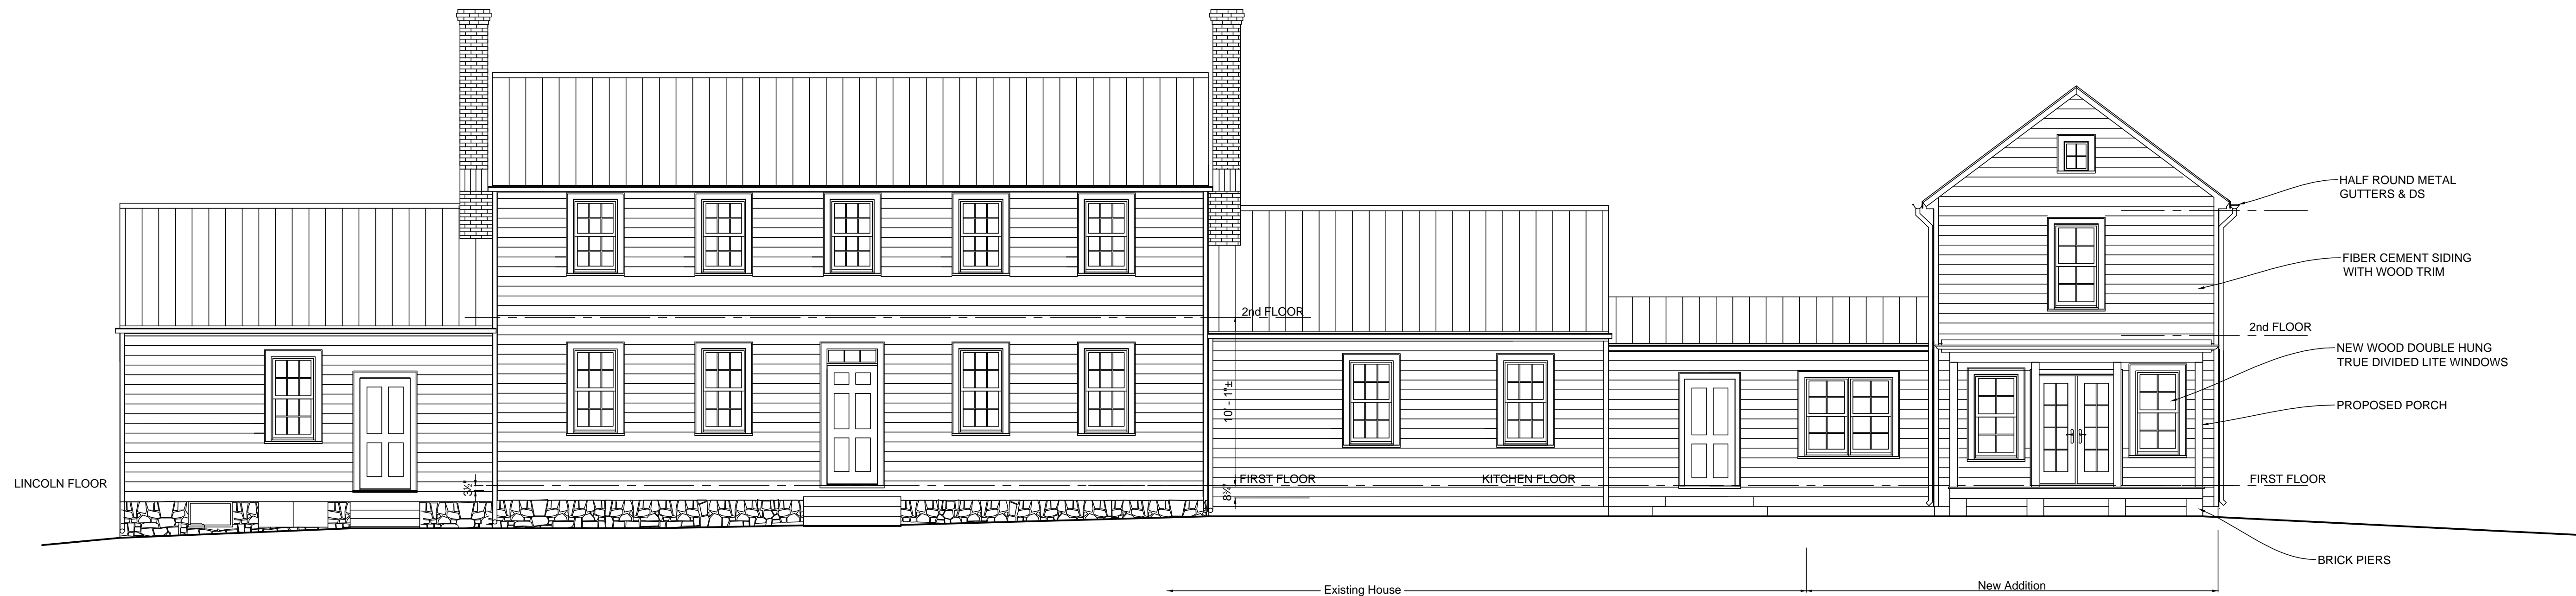 HALF ROUND METAL
GUTTERS & DS
FIBER CEMENT SIDING
WITH WOOD TRIM
2nd FLOOR
2nd FLOOR
NEW WOOD DOUBLE HUNG
TRUE DIVIDED LITE WINDOWS
10' - 1"±
PROPOSED PORCH
LINCOLN FLOOR
3½"
FIRST FLOOR
8¾"
KITCHEN FLOOR
FIRST FLOOR
BRICK PIERS
Existing House
New Addition